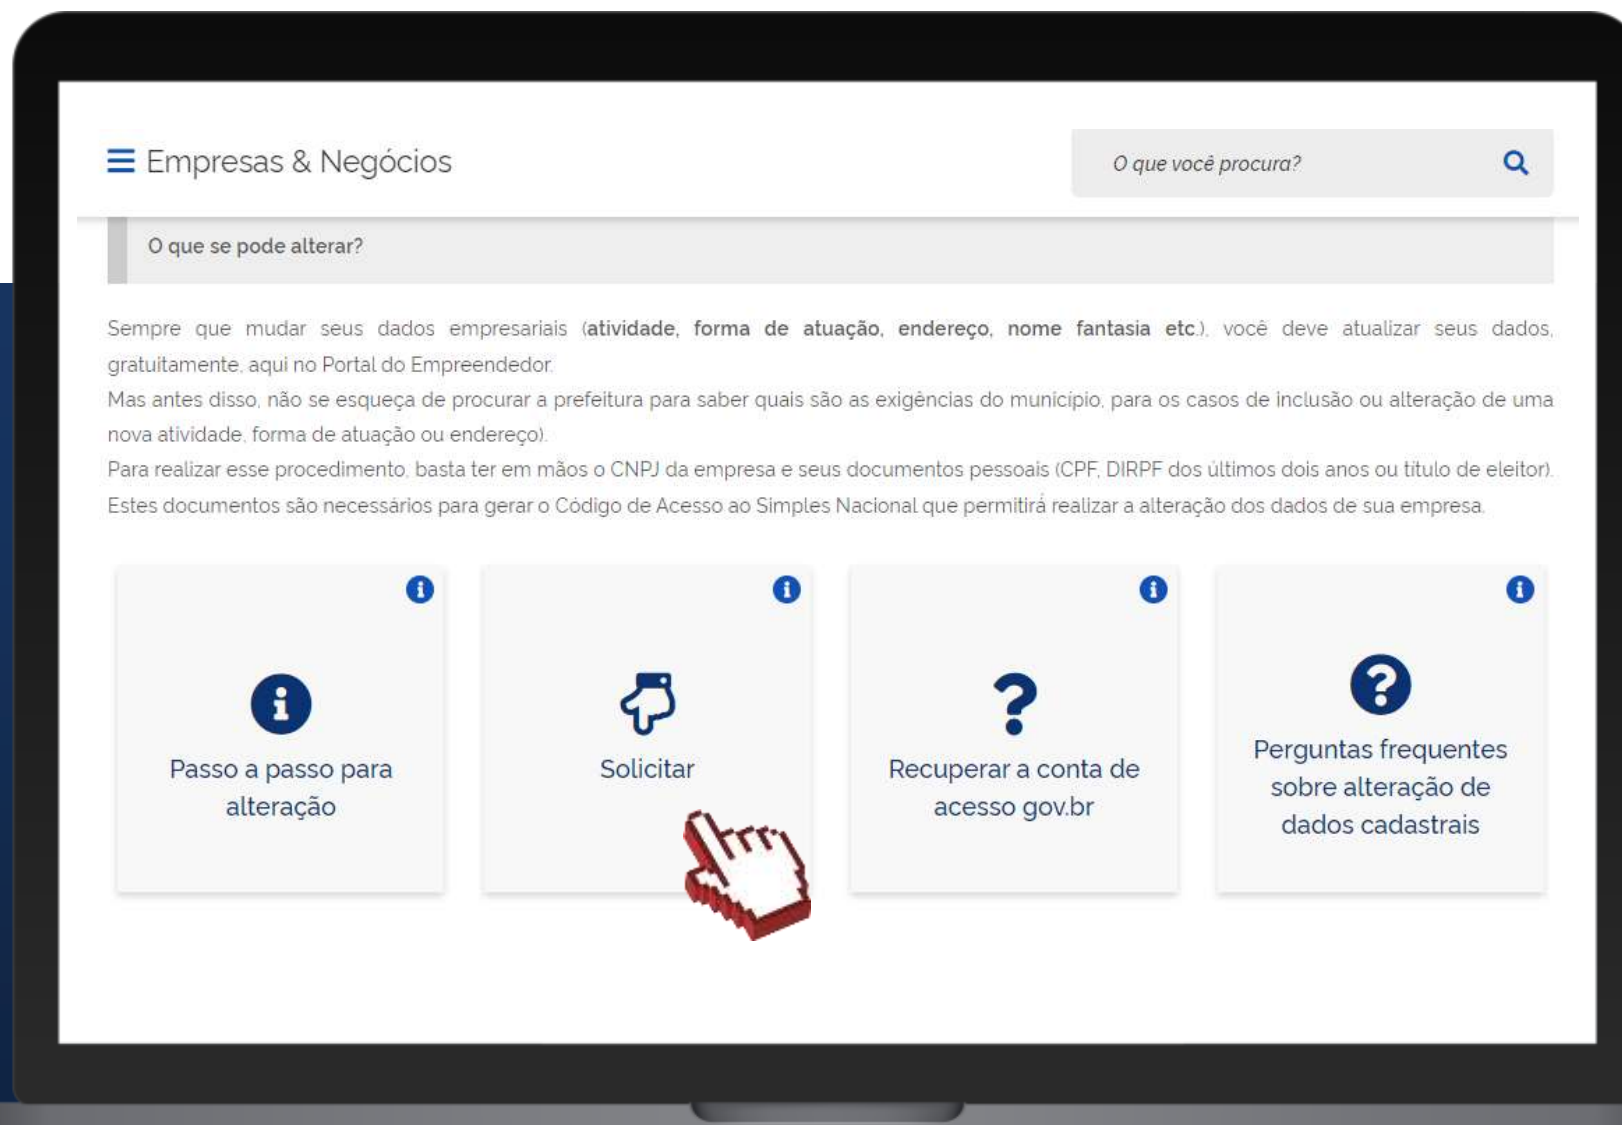 Empresas & Negócios
O que você procura?
O que se pode alterar?
Sempre que mudar seus dados empresariais (atividade, forma de atuação, endereço, nome fantasia etc.), você deve atualizar seus dados,
gratuitamente, aqui no Portal do Empreendedor.
Mas antes disso, não se esqueça de procurar a prefeitura para saber quais são as exigências do município, para os casos de inclusão ou alteração de uma
nova atividade, forma de atuação ou endereço).
Para realizar esse procedimento, basta ter em mãos o CNPJ da empresa e seus documentos pessoais (CPF, DIRPF dos últimos dois anos ou título de eleitor).
Estes documentos são necessários para gerar o Código de Acesso ao Simples Nacional que permitirá realizar a alteração dos dados de sua empresa.
Passo a passo para
alteração
Solicitar
Recuperar a conta de
acesso gov.br
Perguntas frequentes
sobre alteração de
dados cadastrais